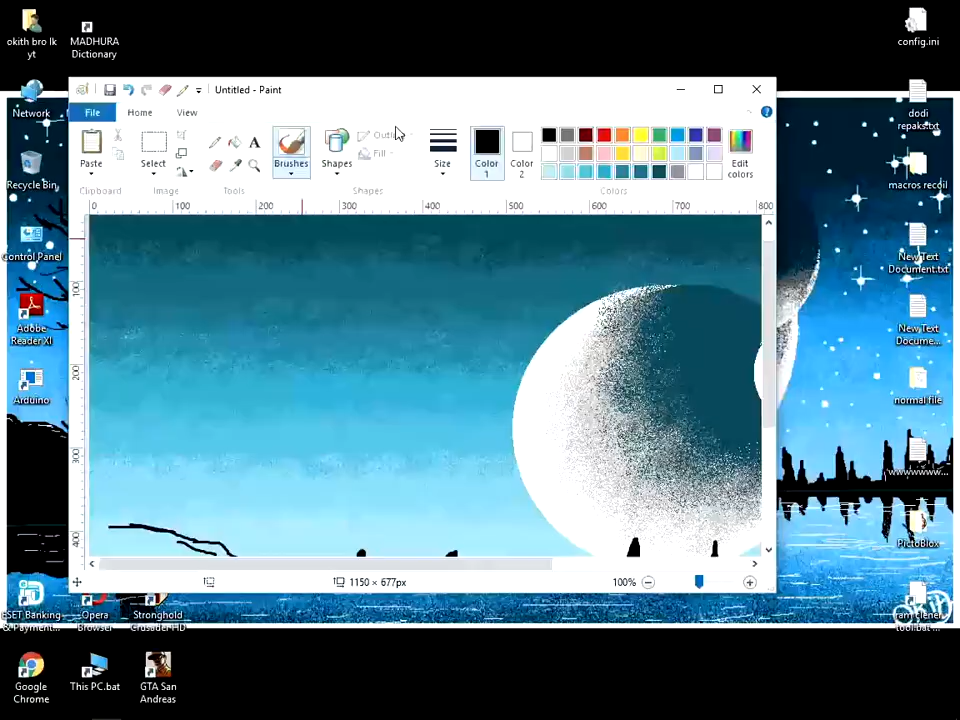 okith bro lk
yt
MADHURA
Dictionary
config.ini
Untitled - Paint
File
Home
View
Paste
Select
Brushes
Shapes
Outline
Fill
Size
Color
1
Color
2
Edit
colors
Clipboard
Image
Tools
Shapes
Colors
0
100
200
300
400
500
600
700
800
100
200
300
400
1150 × 677px
100%
Network
Recycle Bin
Control Panel
Adobe
Reader XI
Arduino
ESET Banking
& Payment...
Opera
Browser
Stronghold
Crusader HD
Google
Chrome
This PC.bat
GTA San
Andreas
dodi
repaks.txt
macros recoil
New Text
Document.txt
New Text
Docume...
normal file
PictoBlox